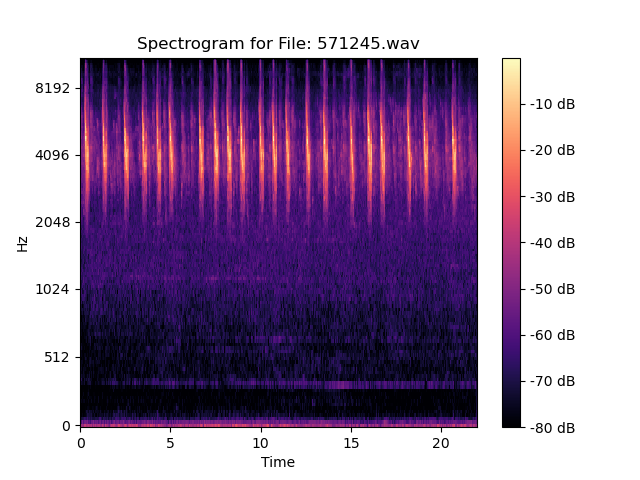 Spectrogram for File: 571245.wav
8192
4096
2048
1024
512
0
Hz
0
5
10
15
20
Time
-10 dB
-20 dB
-30 dB
-40 dB
-50 dB
-60 dB
-70 dB
-80 dB